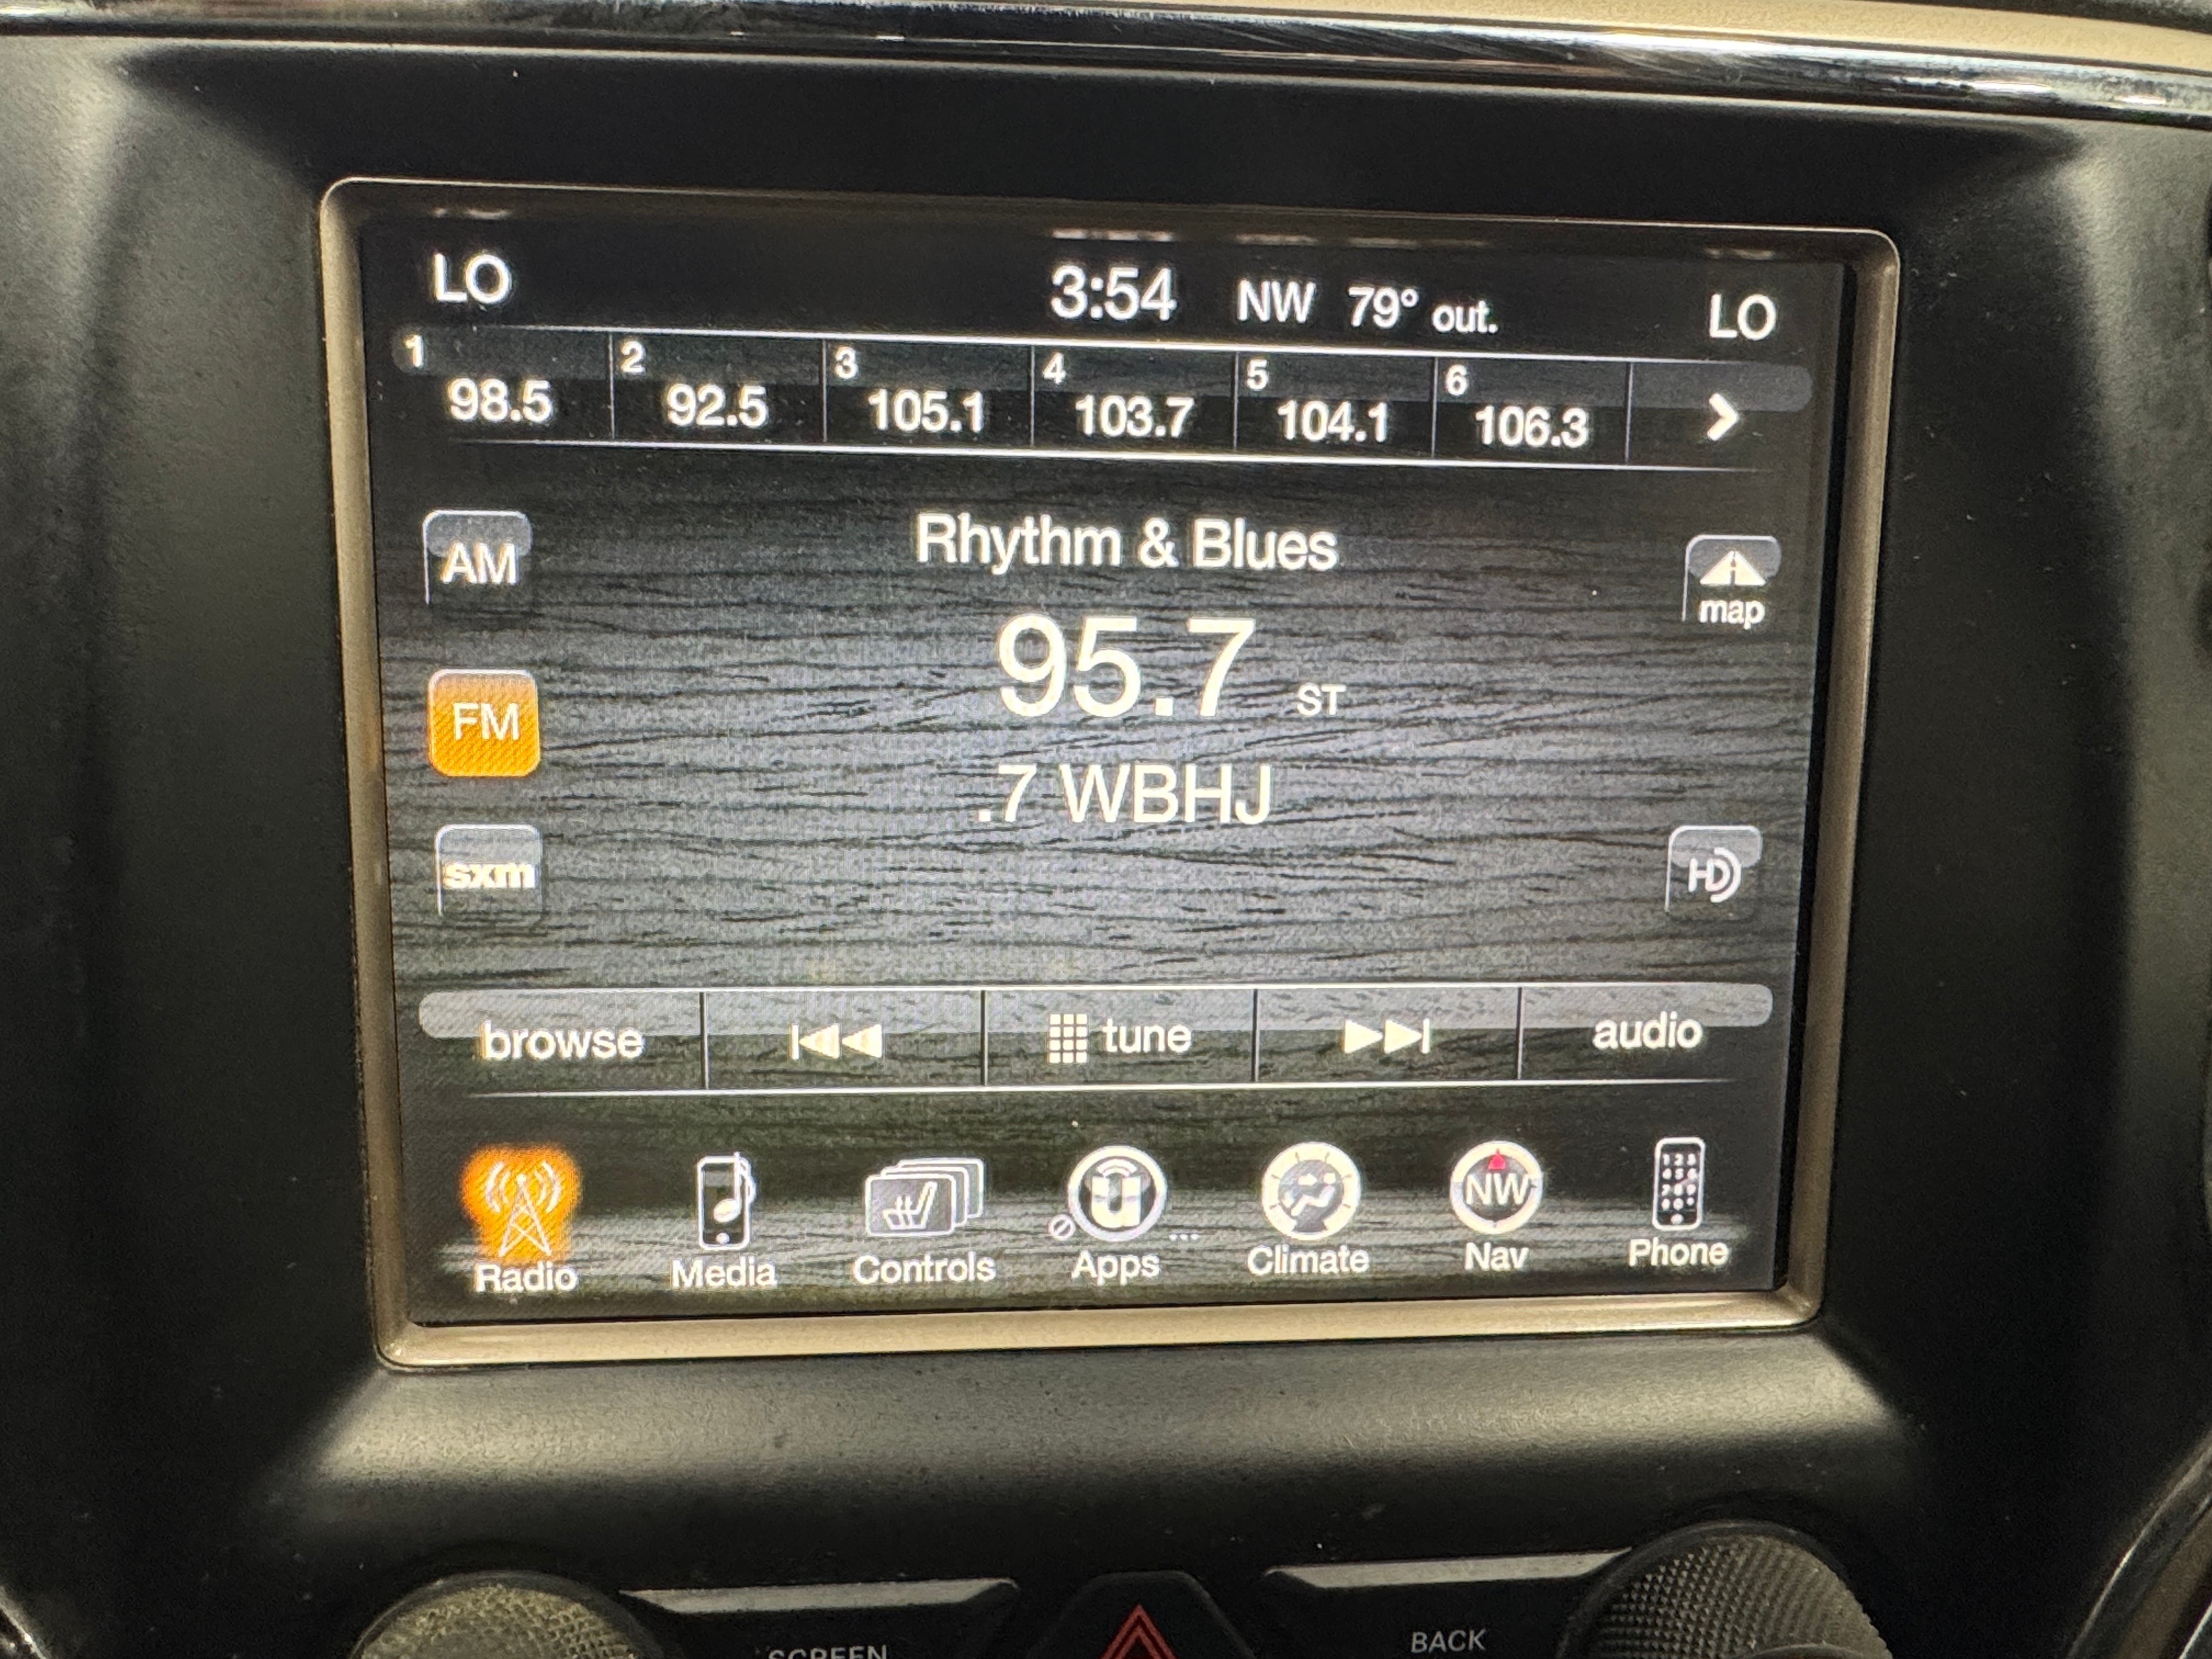 LO 3:54 NW 79° out. LO
1 98.5 2 92.5 3 105.1 4 103.7 5 104.1 6 106.3
AM
Rhythm & Blues
map
95.7 ST
FM
.7 WBHJ
sxm
HD
browse tune audio
NW
Radio Media Controls Apps ... Climate Nav Phone
SCREEN BACK